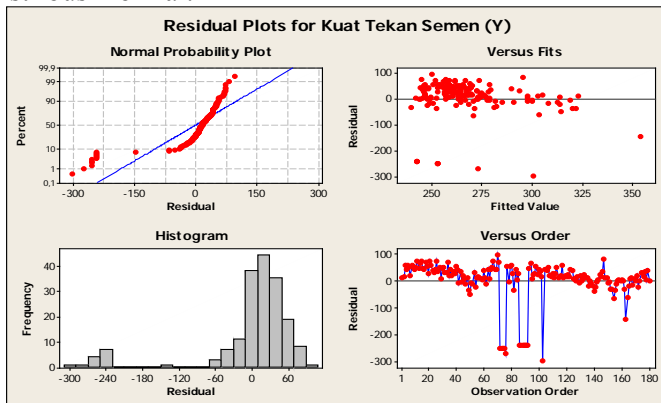 Residual Plots for Kuat Tekan Semen (Y)
Normal Probability Plot
99,9
99
90
50
10
1
0,1
Percent
-300 -150 0 150 300
Residual
Versus Fits
100
0
-100
-200
-300
Residual
250 275 300 325 350
Fitted Value
Histogram
40
30
20
10
0
Frequency
-300 -240 -180 -120 -60 0 60
Residual
Versus Order
100
0
-100
-200
-300
Residual
1 20 40 60 80 100 120 140 160 180
Observation Order